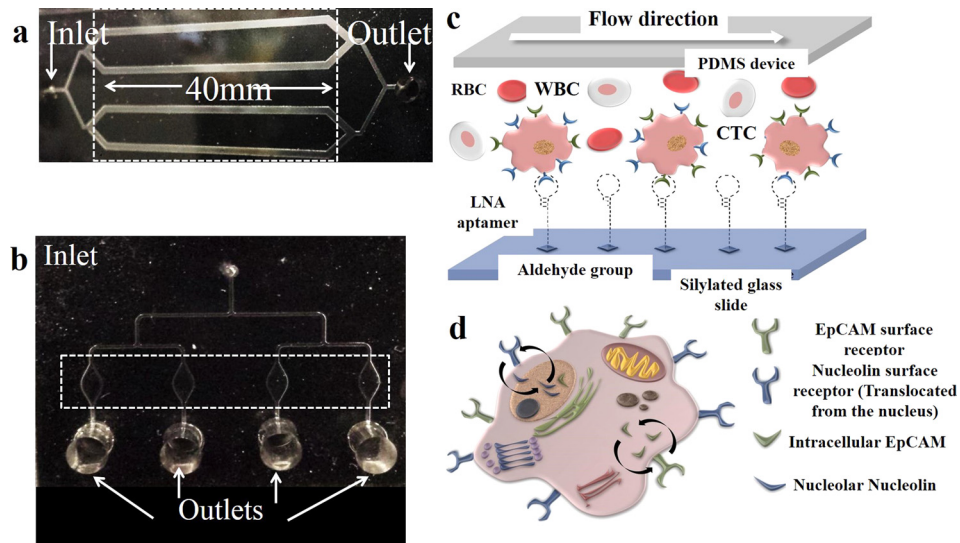 a
Inlet
Outlet
40mm
b
Inlet
Outlets
c
Flow direction
PDMS device
RBC
WBC
CTC
LNA
aptamer
Aldehyde group
Silylated glass
slide
d
EpCAM surface
receptor
Nucleolin surface
receptor (Translocated
from the nucleus)
Intracellular EpCAM
Nucleolar Nucleolin